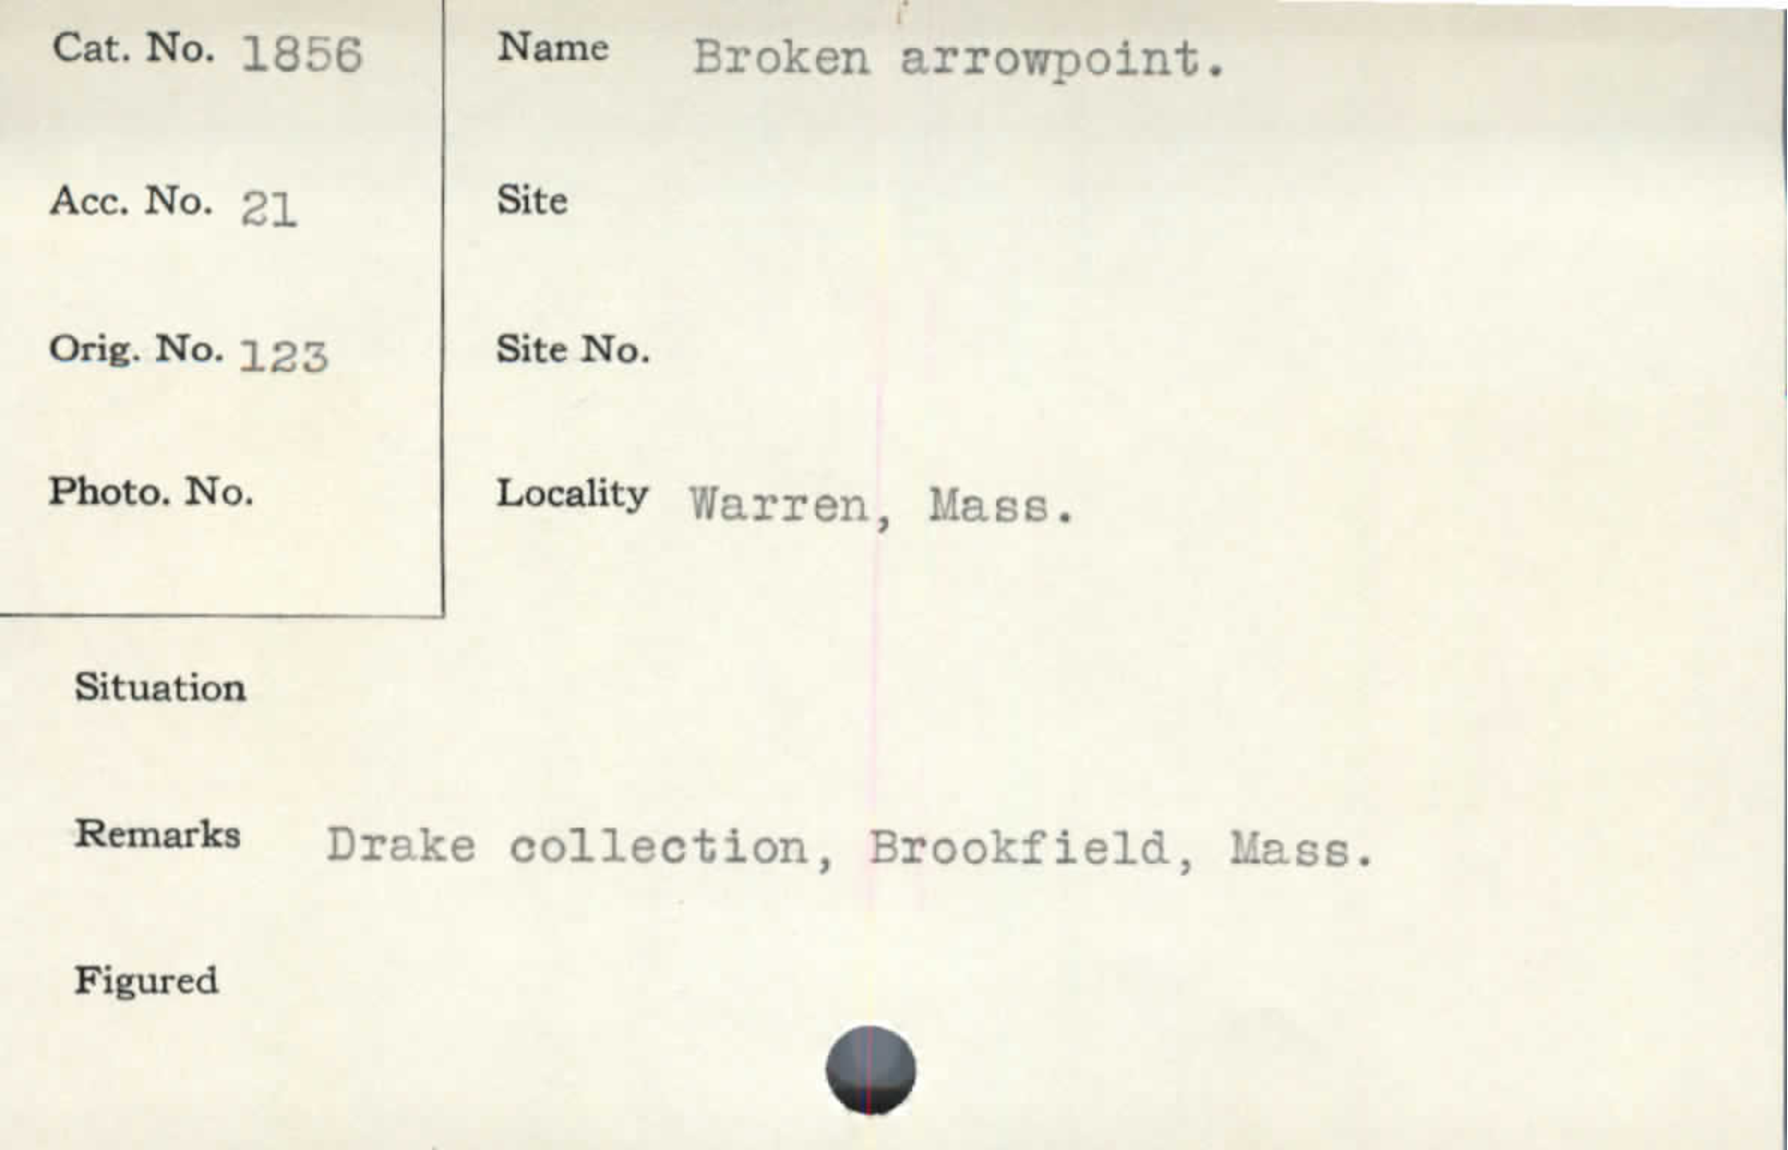 Cat. No. 1856
Name Broken arrowpoint.
Acc. No. 21
Site
Orig. No. 123
Site No.
Photo. No.
Locality Warren, Mass.
Situation
Remarks Drake collection, Brookfield, Mass.
Figured